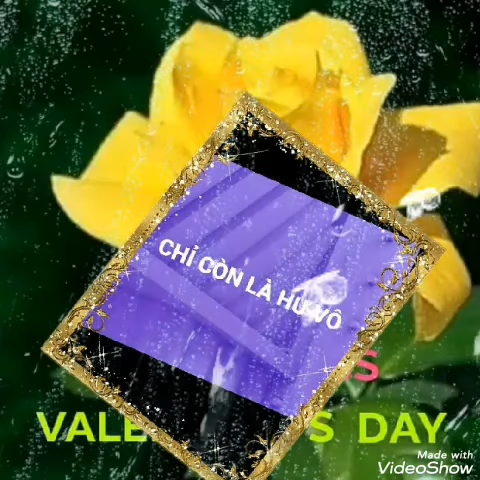 CHỈ CÒN LÀ HƯ VÔ
S
VALE S DAY
Made with
VideoShow